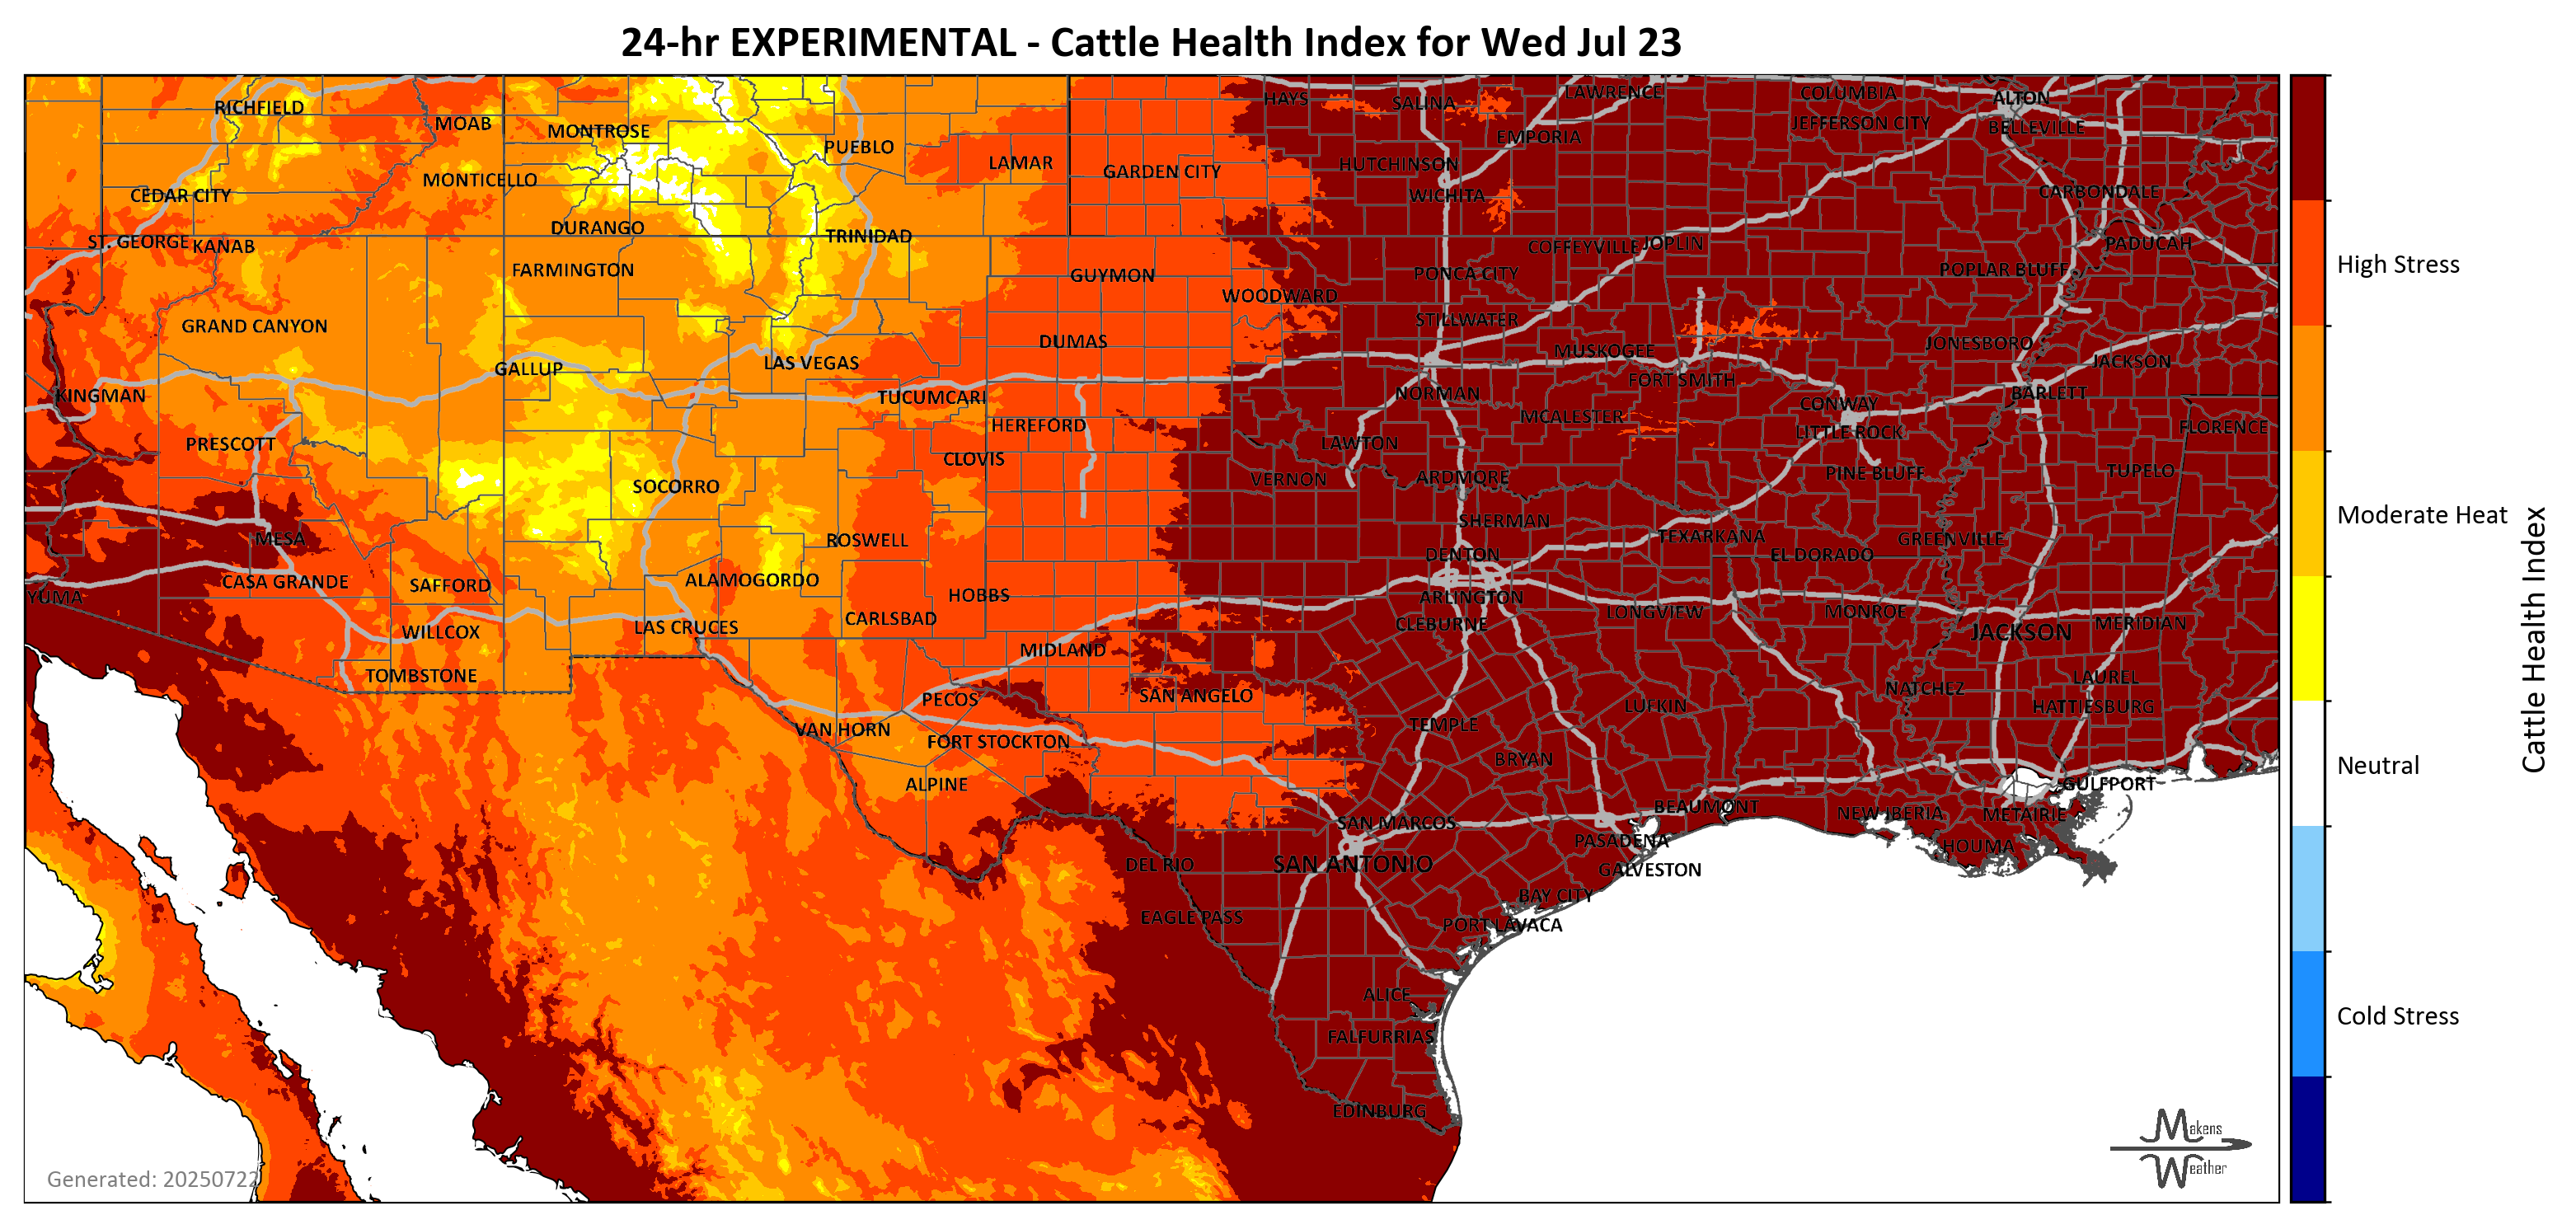 24-hr EXPERIMENTAL - Cattle Health Index for Wed Jul 23
HAYS
SALINA
LAWRENCE
COLUMBIA
ALTON
RICHFIELD
MOAB
MONTROSE
JEFFERSON CITY
BELLEVILLE
EMPORIA
PUEBLO
LAMAR
GARDEN CITY
HUTCHINSON
MONTICELLO
CEDAR CITY
WICHITA
CARBONDALE
DURANGO
TRINIDAD
ST. GEORGE
KANAB
COFFEYVILLE
JOPLIN
PADUCAH
High Stress
FARMINGTON
GUYMON
PONCA CITY
POPLAR BLUFF
WOODWARD
GRAND CANYON
STILLWATER
DUMAS
MUSKOGEE
JONESBORO
GALLUP
LAS VEGAS
JACKSON
FORT SMITH
KINGMAN
TUCUMCARI
NORMAN
BARLETT
CONWAY
MCALESTER
HEREFORD
FLORENCE
LITTLE ROCK
PRESCOTT
LAWTON
CLOVIS
TUPELO
PINE BLUFF
VERNON
ARDMORE
SOCORRO
Moderate Heat
SHERMAN
MESA
ROSWELL
TEXARKANA
GREENVILLE
DENTON
EL DORADO
CASA GRANDE
SAFFORD
ALAMOGORDO
YUMA
HOBBS
ARLINGTON
LONGVIEW
MONROE
CARLSBAD
CLEBURNE
MERIDIAN
LAS CRUCES
WILLCOX
JACKSON
MIDLAND
TOMBSTONE
LAUREL
NATCHEZ
SAN ANGELO
PECOS
LUFKIN
HATTIESBURG
TEMPLE
VAN HORN
FORT STOCKTON
BRYAN
Neutral
ALPINE
GULFPORT
BEAUMONT
NEW IBERIA
METAIRIE
SAN MARCOS
PASADENA
HOUMA
DEL RIO
SAN ANTONIO
GALVESTON
BAY CITY
EAGLE PASS
PORT LAVACA
ALICE
Cold Stress
FALFURRIAS
EDINBURG
Cattle Health Index
Makens
Weather
Generated: 20250722